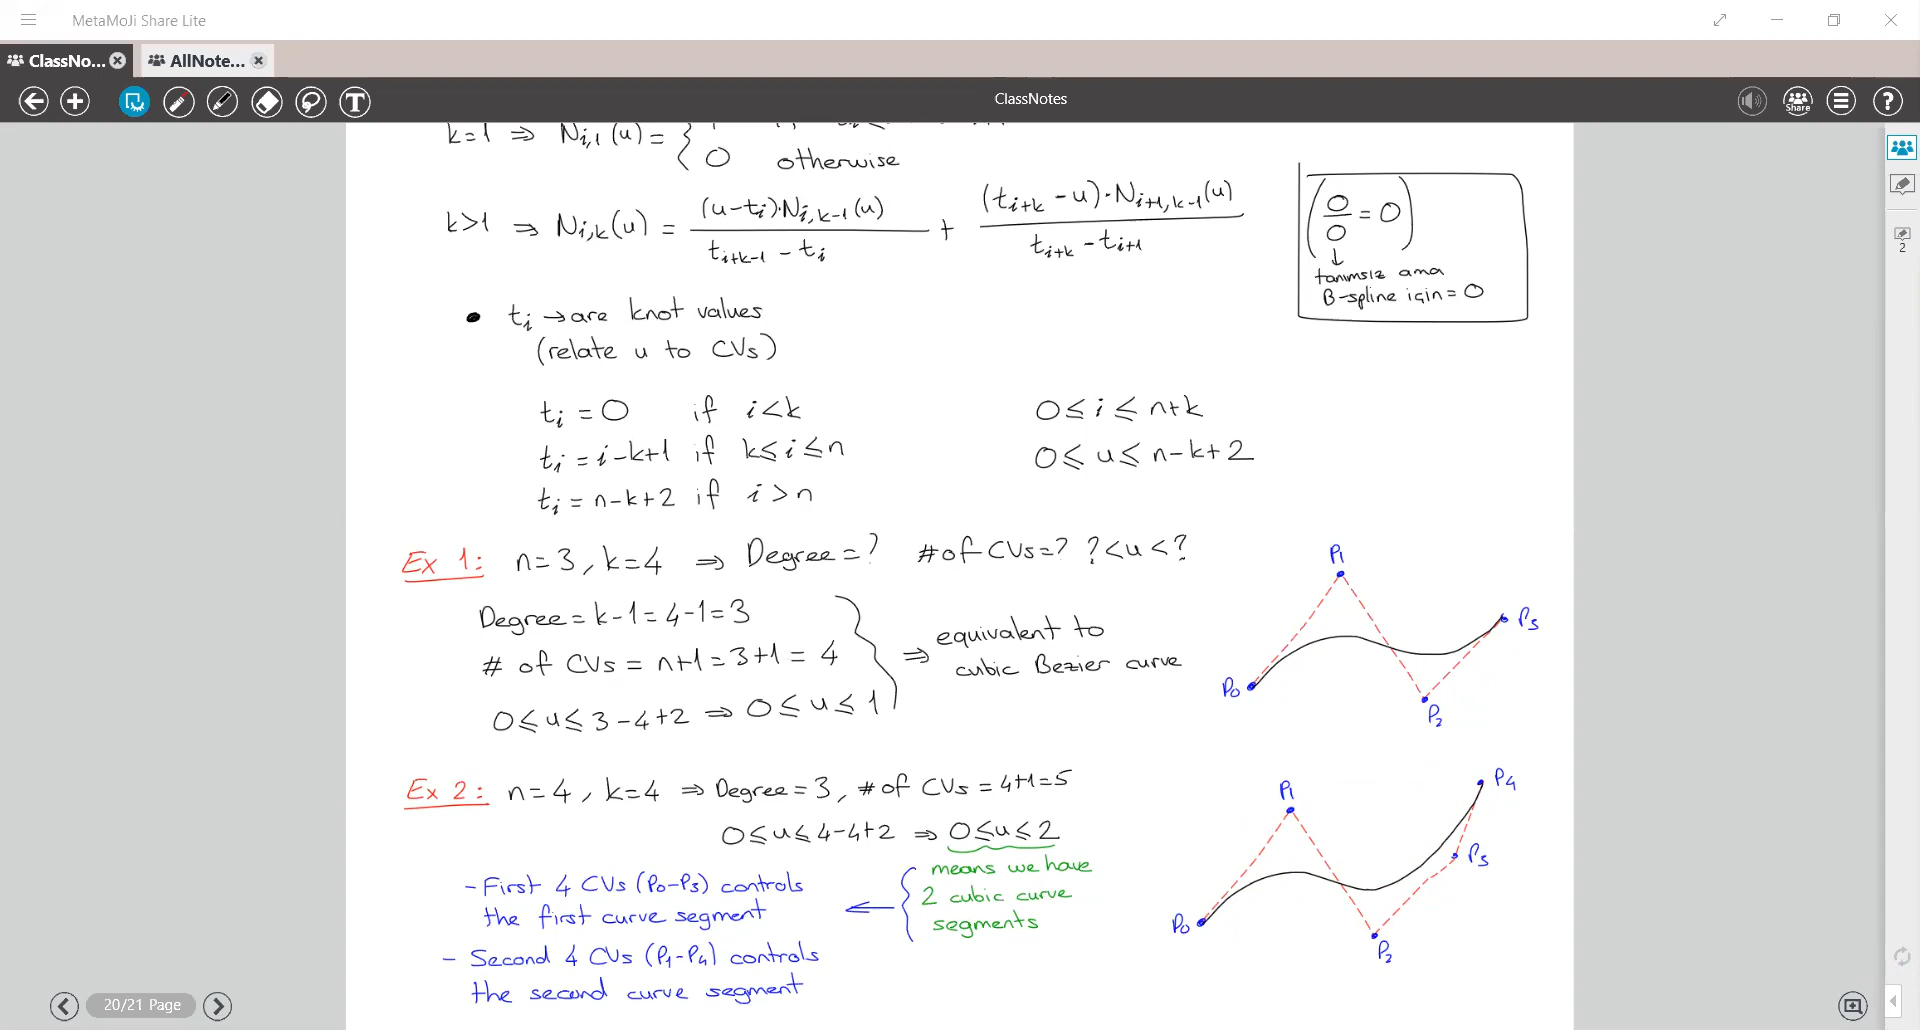 MetaMoJi Share Lite
ClassNo...
AllNote...
ClassNotes
Share
2
k=1 ⇒ Ni,1(u) = {
0 otherwise
k>1 ⇒ Ni,k(u) = (u-ti)·Ni,k-1(u) / ti+k-1 - ti + (ti+k - u)·Ni+1,k-1(u) / ti+k - ti+1
(0/0 = 0)
↓
tanımsız ama
B-spline için = 0
• ti → are knot values
(relate u to CVs)
ti = 0 if i<k
0 ≤ i ≤ n+k
ti = i-k+1 if k≤i≤n
0 ≤ u ≤ n-k+2
ti = n-k+2 if i>n
Ex 1: n=3, k=4 ⇒ Degree=? # of CVs=? ?<u<?
Degree = k-1 = 4-1 = 3
# of CVs = n+1 = 3+1 = 4
0 ≤ u ≤ 3-4+2 ⇒ 0 ≤ u ≤ 1
⇒ equivalent to
cubic Bezier curve
P1
P3
P0
P2
Ex 2: n=4, k=4 ⇒ Degree = 3, # of CVs = 4+1=5
0 ≤ u ≤ 4-4+2 ⇒ 0 ≤ u ≤ 2
means we have
2 cubic curve
segments
- First 4 CVs (P0-P3) controls
the first curve segment
- Second 4 CVs (P1-P4) controls
the second curve segment
P1
P4
P3
P0
P2
20/21 Page